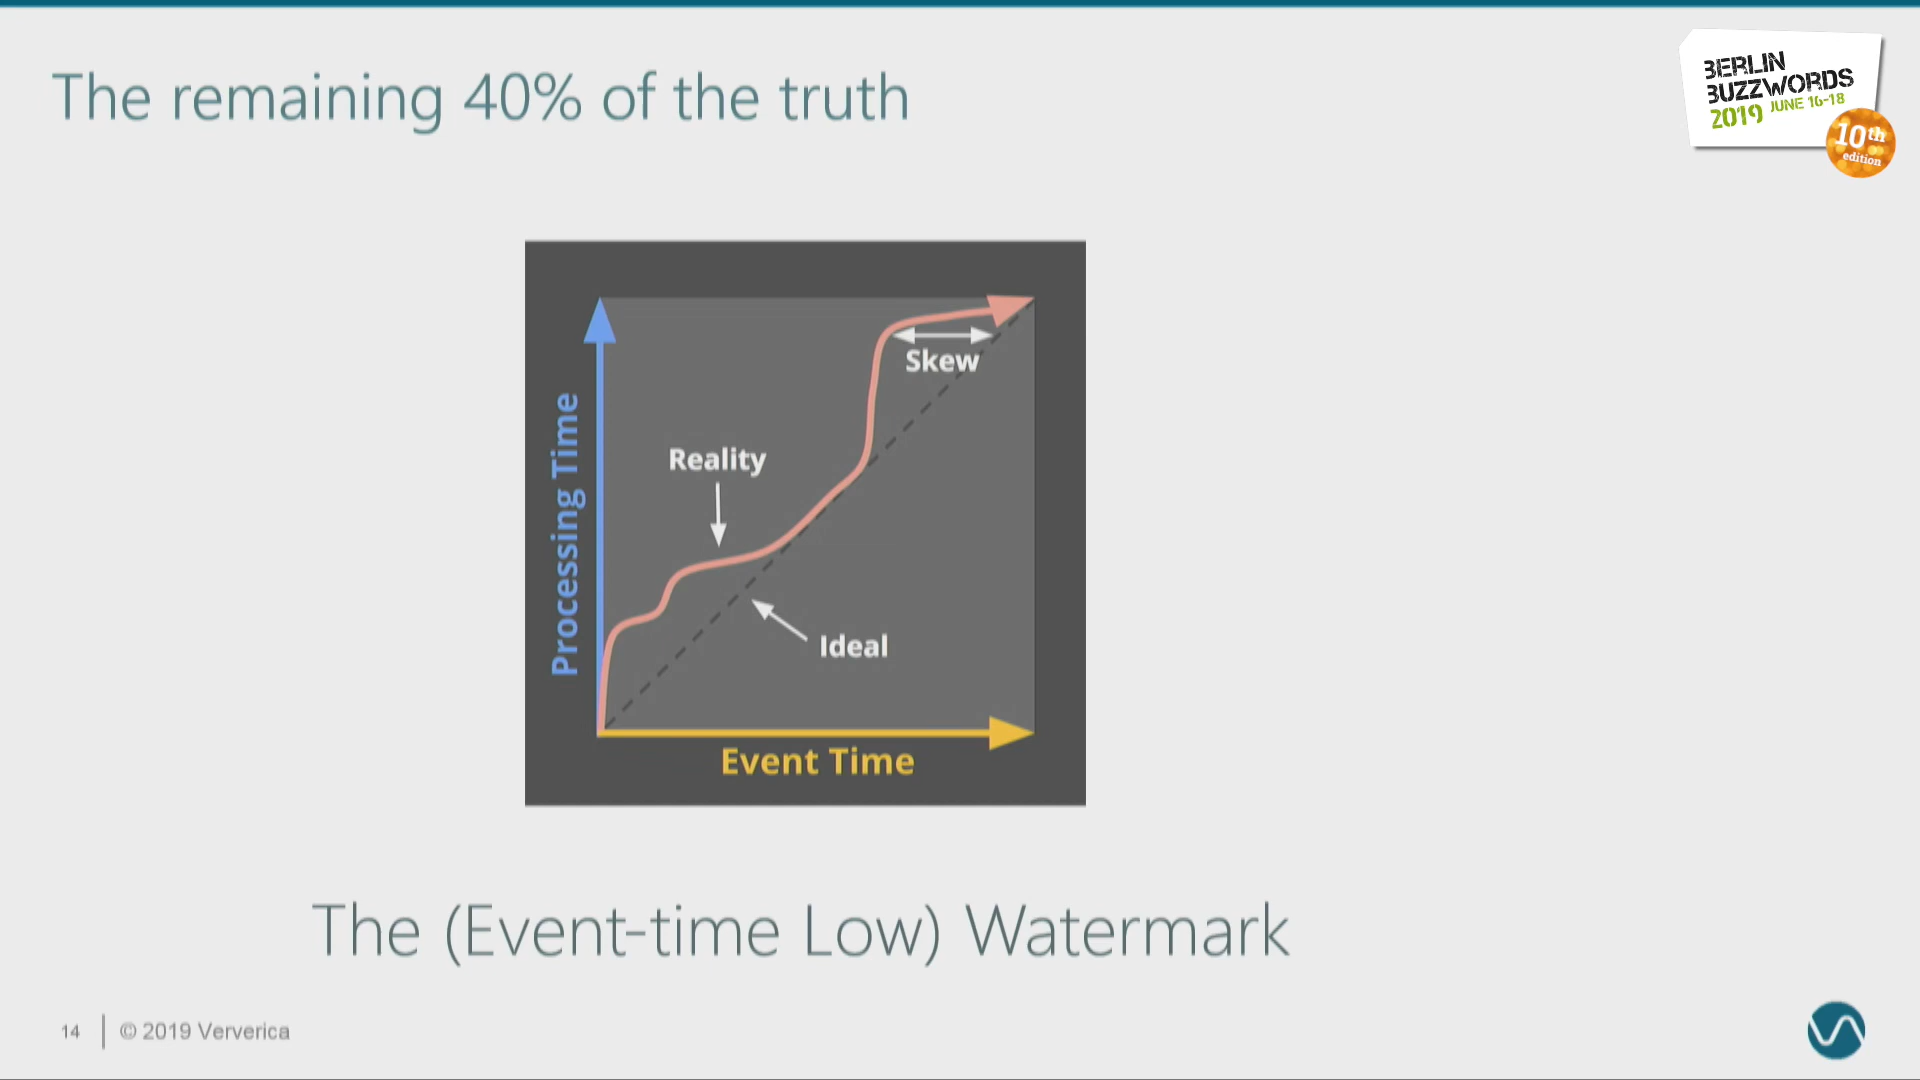 The remaining 40% of the truth
BERLIN
BUZZWORDS
2019 JUNE 16-18
10th
edition
Skew
Reality
Processing Time
Ideal
Event Time
The (Event-time Low) Watermark
14
© 2019 Ververica